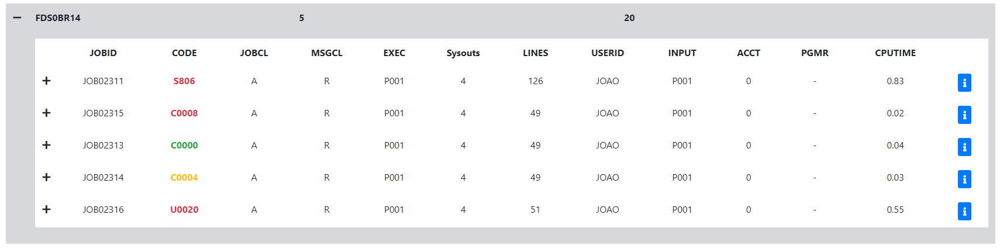 FDS0BR14 5 20
JOBID CODE JOBCL MSGCL EXEC Sysouts LINES USERID INPUT ACCT PGMR CPUTIME
JOB02311 S806 A R P001 4 126 JOAO P001 0 - 0.83
JOB02315 C0008 A R P001 4 49 JOAO P001 0 - 0.02
JOB02313 C0000 A R P001 4 49 JOAO P001 0 - 0.04
JOB02314 C0004 A R P001 4 49 JOAO P001 0 - 0.03
JOB02316 U0020 A R P001 4 51 JOAO P001 0 - 0.55